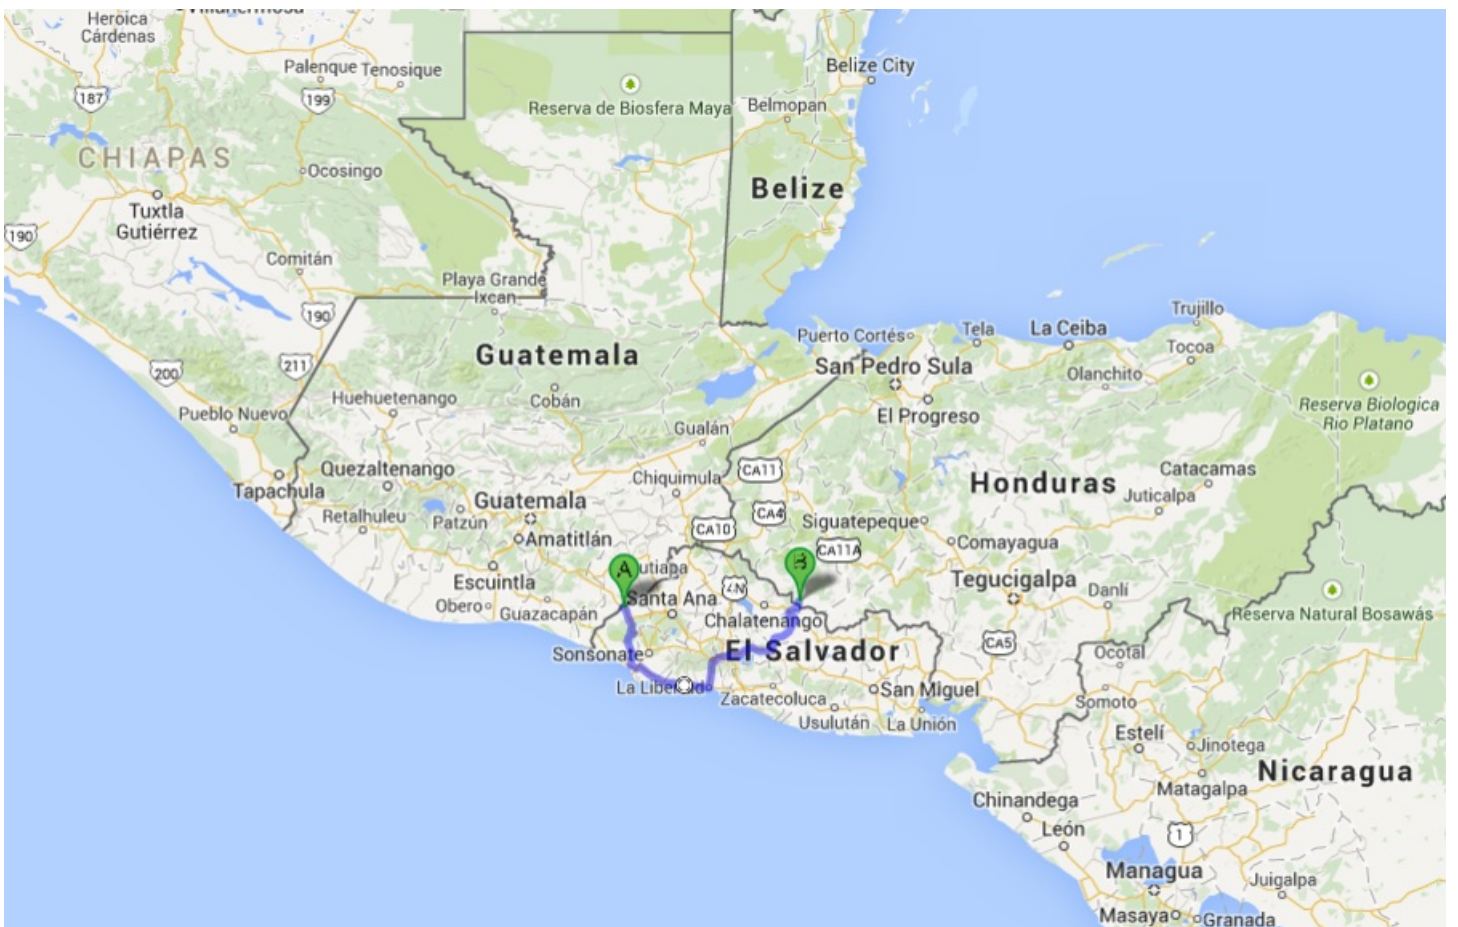 Heroica
Cárdenas
Palenque
Tenosique
187
199
Reserva de Biosfera Maya
Belize City
Belmopan
CHIAPAS
Ocosingo
Belize
Tuxtla
Gutiérrez
190
Comitán
Playa Grande
Ixcan
190
Trujillo
Puerto Cortés
Tela
La Ceiba
Tocoa
Guatemala
San Pedro Sula
211
200
Olanchito
Huehuetenango
Cobán
El Progreso
Reserva Biologica
Rio Platano
Pueblo Nuevo
Gualán
Quezaltenango
CA11
Chiquimula
Catacamas
Honduras
Juticalpa
Tapachula
Guatemala
Retalhuleu
Patzún
CA4
Siguatepeque
CA10
Amatitlán
Comayagua
CA11A
A
B
utiapa
Escuintla
Tegucigalpa
Danlí
4N
Obero
Guazacapán
Santa Ana
Chalatenango
Reserva Natural Bosawás
Sonsonate
El Salvador
CA5
Ocotal
La Libe
Zacatecoluca
San Miguel
Somoto
Usulután
La Unión
Estelí
Jinotega
Nicaragua
Matagalpa
Chinandega
León
1
Managua
Juigalpa
Masaya
Granada